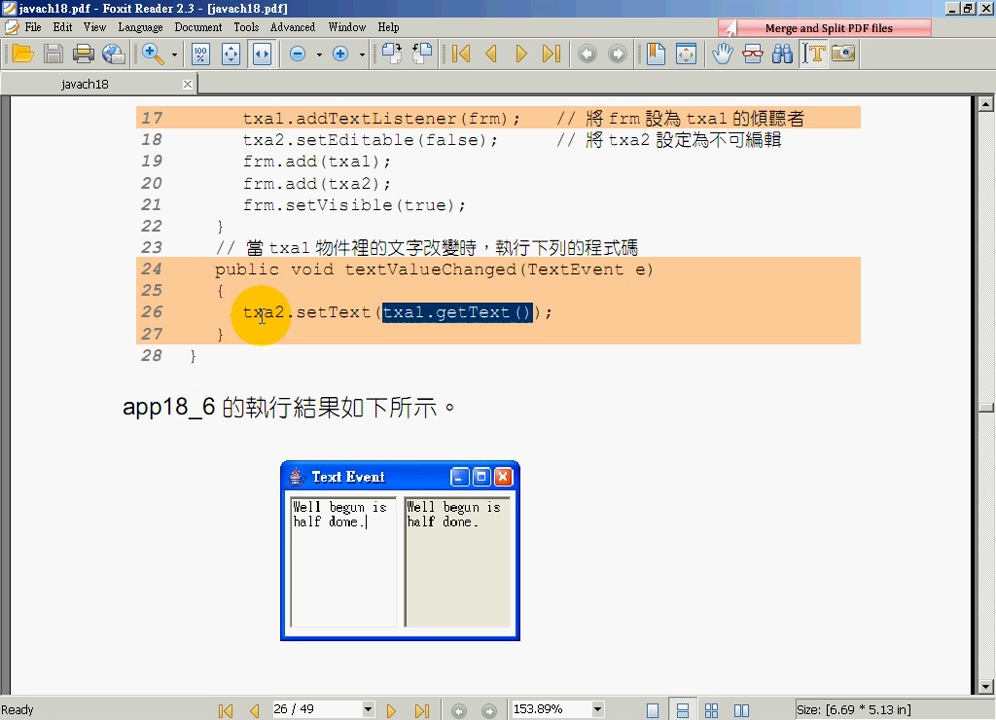 javach18.pdf - Foxit Reader 2.3 - [javach18.pdf]
File Edit View Language Document Tools Advanced Window Help
Merge and Split PDF files
100 %
javach18
17 txa1.addTextListener(frm); // 將 frm 設為 txa1 的傾聽者
18 txa2.setEditable(false); // 將 txa2 設定為不可編輯
19 frm.add(txa1);
20 frm.add(txa2);
21 frm.setVisible(true);
22 }
23 // 當 txa1 物件裡的文字改變時，執行下列的程式碼
24 public void textValueChanged(TextEvent e)
25 {
26 txa2.setText(txa1.getText());
27 }
28 }
app18_6 的執行結果如下所示。
Text Event
Well begun is
half done.
Well begun is
half done.
Ready
26 / 49
153.89%
Size: [6.69 * 5.13 in]